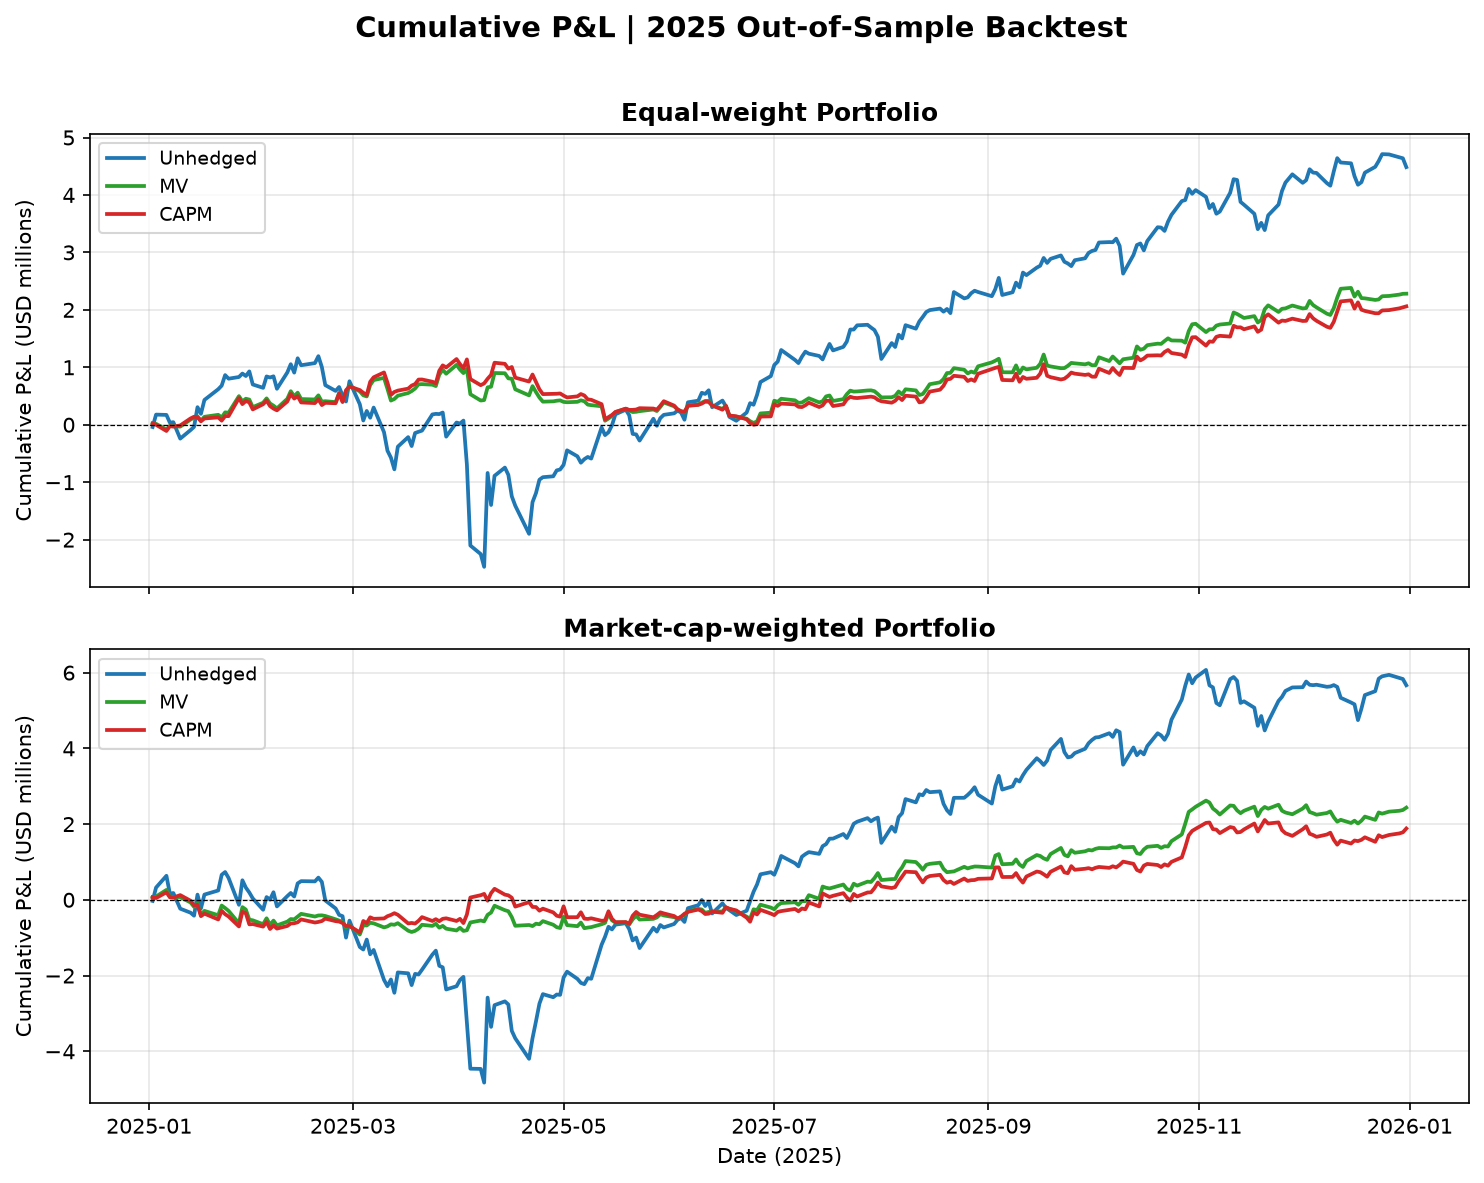 Cumulative P&L | 2025 Out-of-Sample Backtest
Equal-weight Portfolio
Cumulative P&L (USD millions)
5
4
3
2
1
0
−1
−2
Unhedged
MV
CAPM
Market-cap-weighted Portfolio
Cumulative P&L (USD millions)
6
4
2
0
−2
−4
Unhedged
MV
CAPM
2025-01 2025-03 2025-05 2025-07 2025-09 2025-11 2026-01
Date (2025)